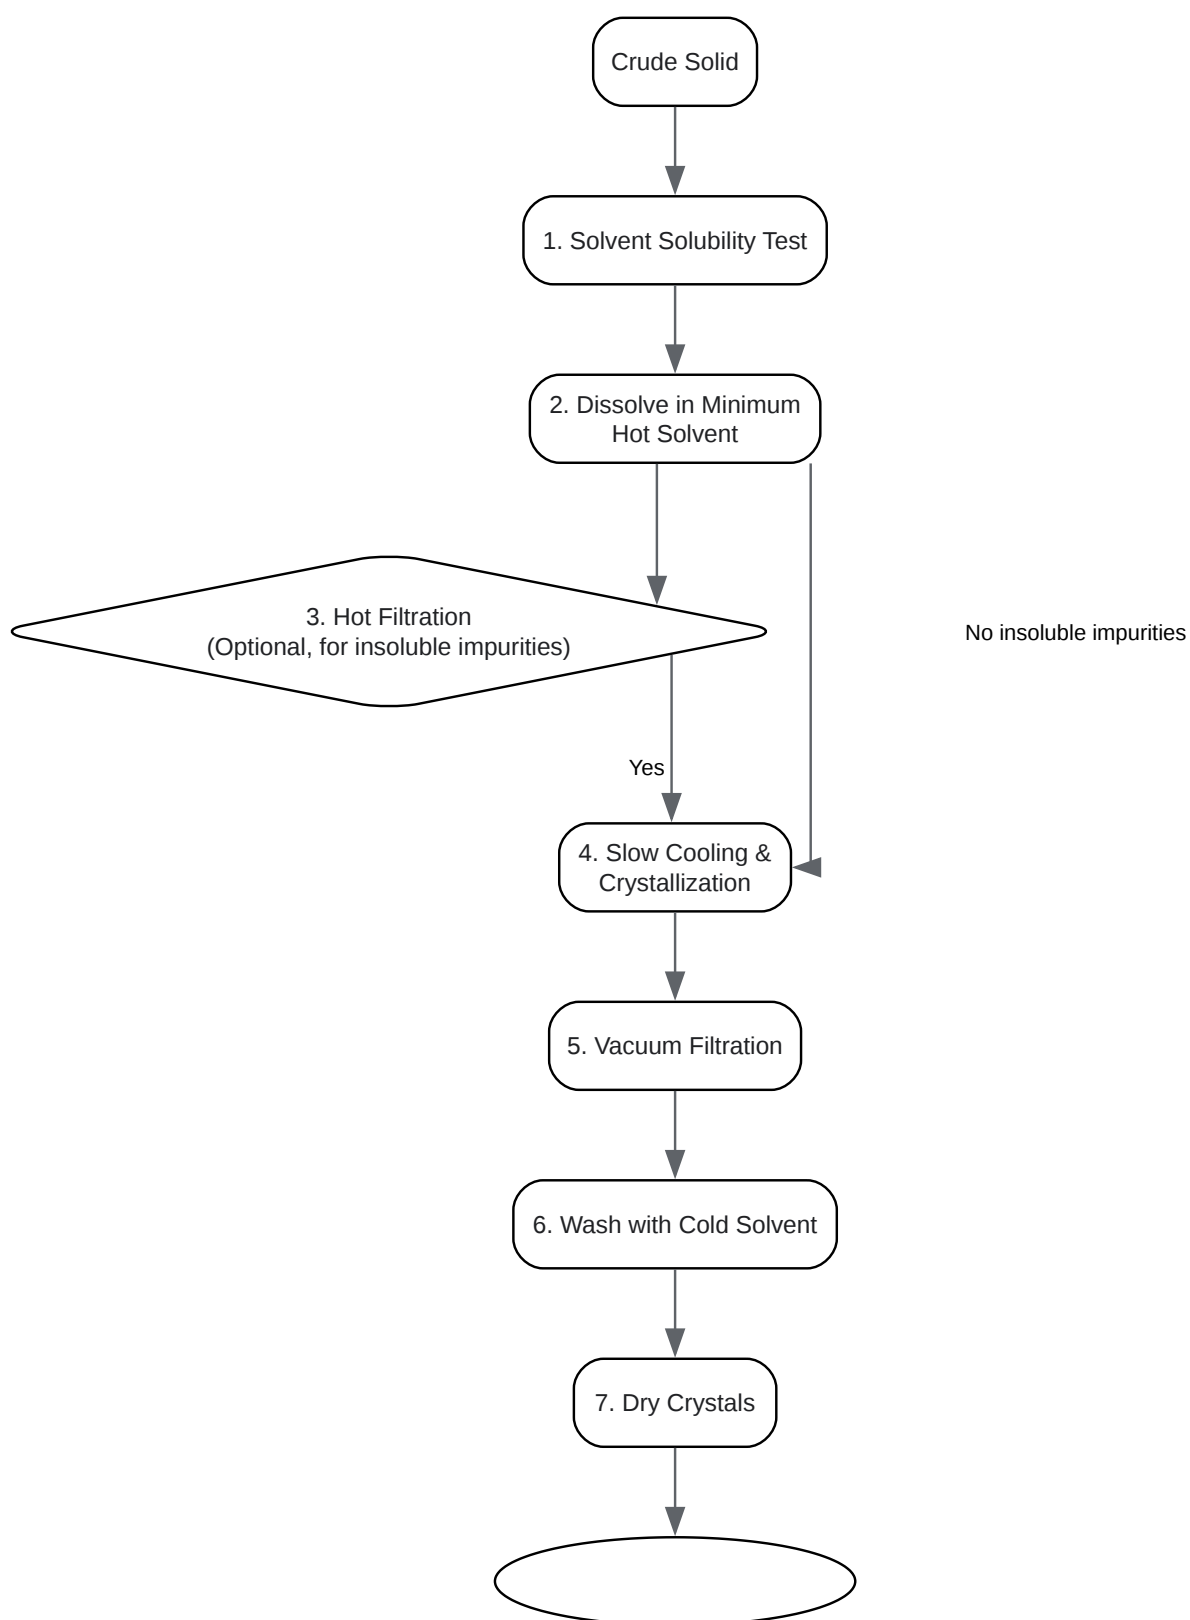 Crude Solid
1. Solvent Solubility Test
2. Dissolve in Minimum
Hot Solvent
3. Hot Filtration
(Optional, for insoluble impurities)
No insoluble impurities
Yes
4. Slow Cooling &
Crystallization
5. Vacuum Filtration
6. Wash with Cold Solvent
7. Dry Crystals